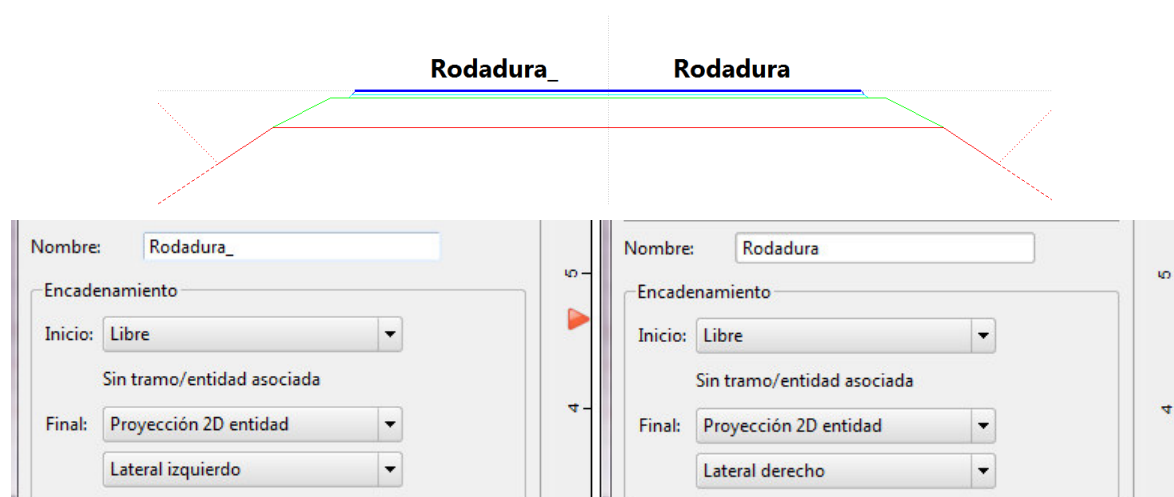 Rodadura_ Rodadura
Nombre: Rodadura_
Encadenamiento
Inicio: Libre
Sin tramo/entidad asociada
Final: Proyección 2D entidad
Lateral izquierdo
5
4
Nombre: Rodadura
Encadenamiento
Inicio: Libre
Sin tramo/entidad asociada
Final: Proyección 2D entidad
Lateral derecho
5
4